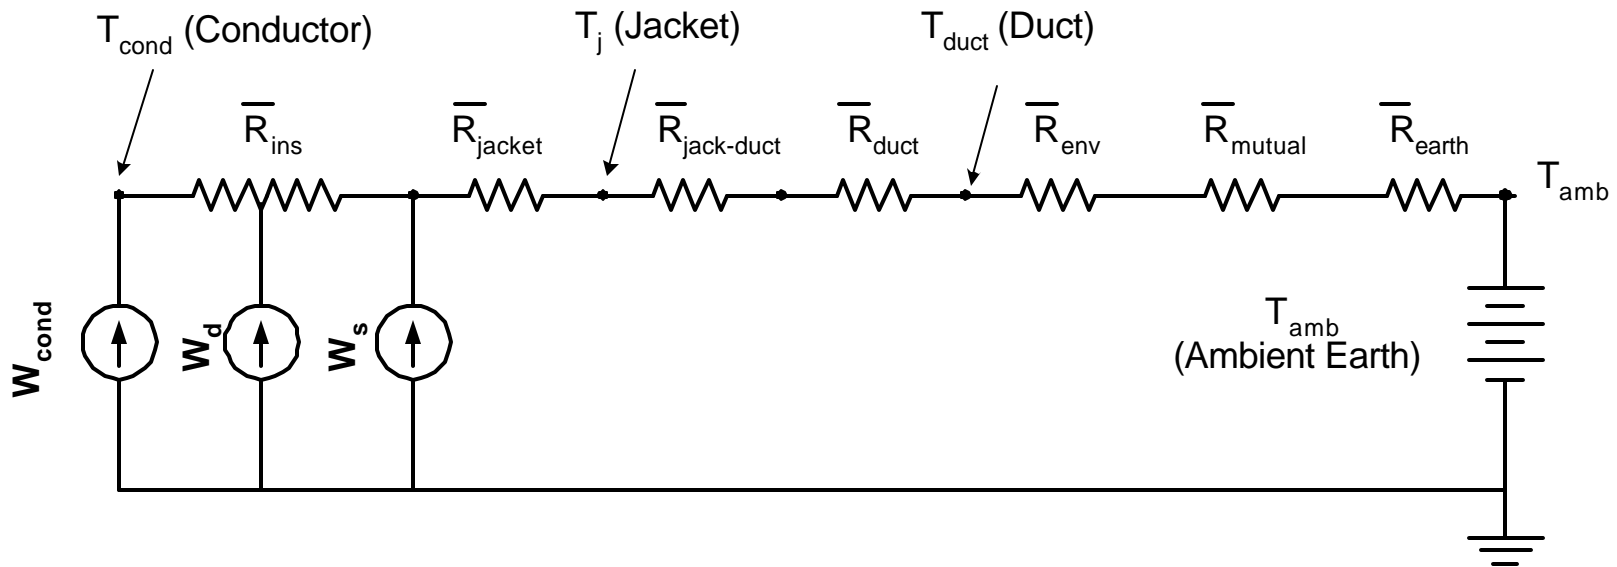 T_cond (Conductor)
T_j (Jacket)
T_duct (Duct)
R̅_ins
R̅_jacket
R̅_jack-duct
R̅_duct
R̅_env
R̅_mutual
R̅_earth
T_amb
W_cond
W_d
W_s
T_amb
(Ambient Earth)